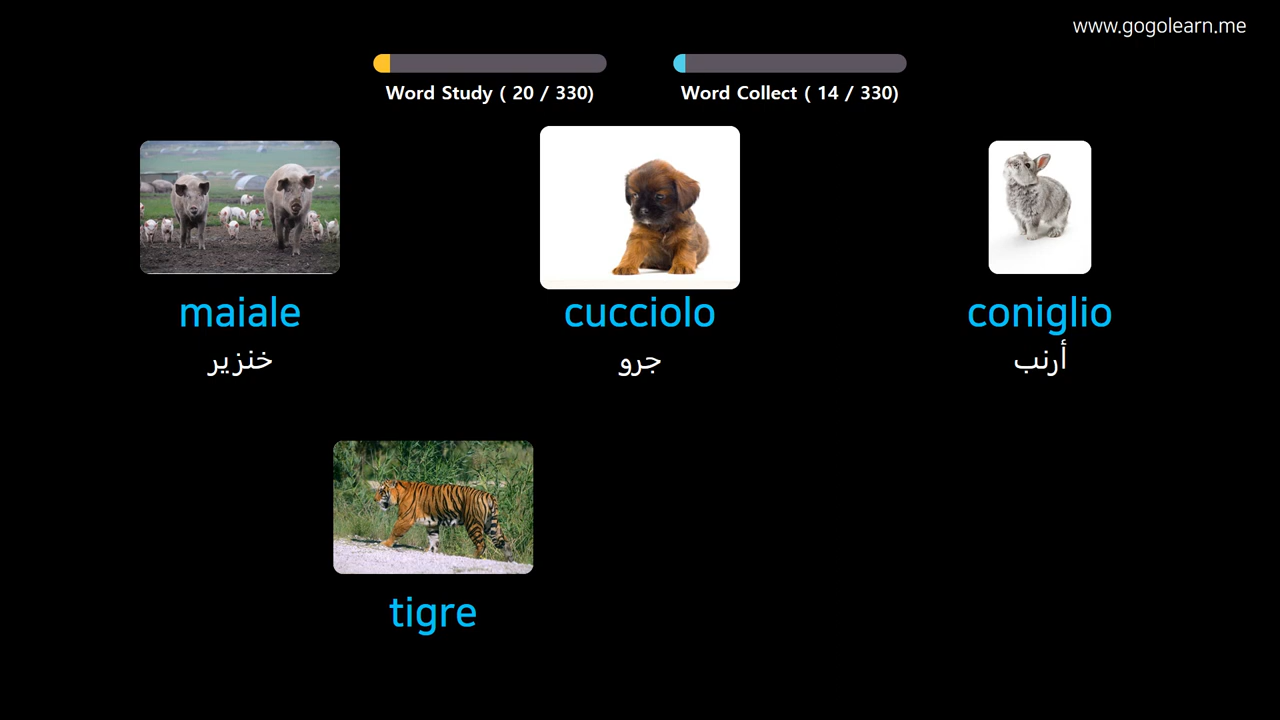 www.gogolearn.me
Word Study ( 20 / 330)
Word Collect ( 14 / 330)
maiale
cucciolo
coniglio
خنزير
جرو
أرنب
tigre